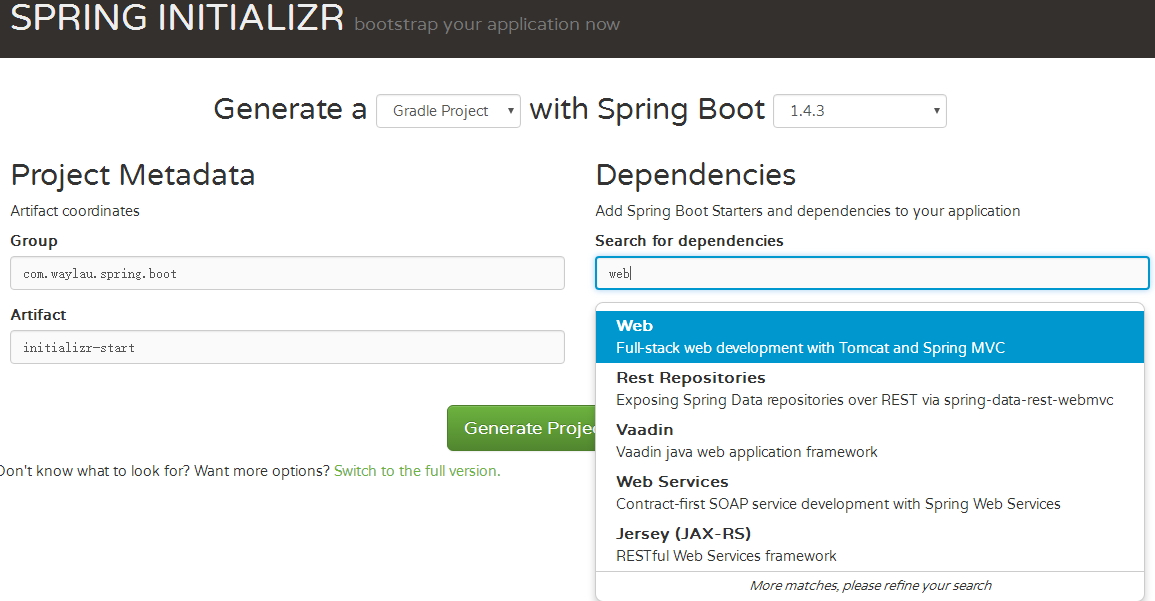 SPRING INITIALIZR bootstrap your application now
Generate a Gradle Project with Spring Boot 1.4.3
Project Metadata
Artifact coordinates
Group
com.waylau.spring.boot
Artifact
initializr-start
Generate Projec
Don't know what to look for? Want more options? Switch to the full version.
Dependencies
Add Spring Boot Starters and dependencies to your application
Search for dependencies
web
Web
Full-stack web development with Tomcat and Spring MVC
Rest Repositories
Exposing Spring Data repositories over REST via spring-data-rest-webmvc
Vaadin
Vaadin java web application framework
Web Services
Contract-first SOAP service development with Spring Web Services
Jersey (JAX-RS)
RESTful Web Services framework
More matches, please refine your search